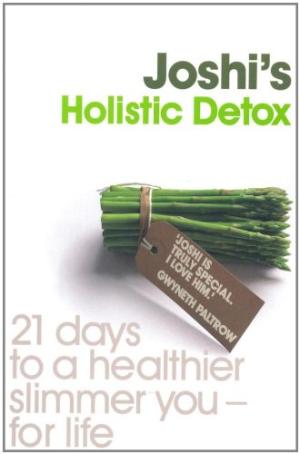 Joshi's
Holistic Detox
'JOSHI IS
TRULY SPECIAL.
I LOVE HIM.'
GWYNETH PALTROW
21 days
to a healthier
slimmer you –
for life